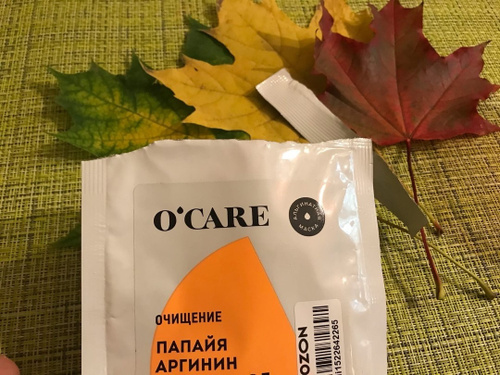 O'CARE
АЛЬГИНАТНАЯ
МАСКА
ОЧИЩЕНИЕ
ПАПАЙЯ
АРГИНИН
OZON